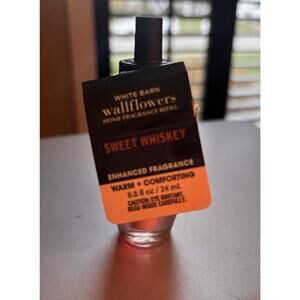 WHITE BARN
wallflowers
HOME FRAGRANCE REFILL
SWEET WHISKEY
ENHANCED FRAGRANCE
WARM + COMFORTING
0.8 fl oz / 24 mL
CAUTION: EYE IRRITANT.
READ INSIDE CAREFULLY.